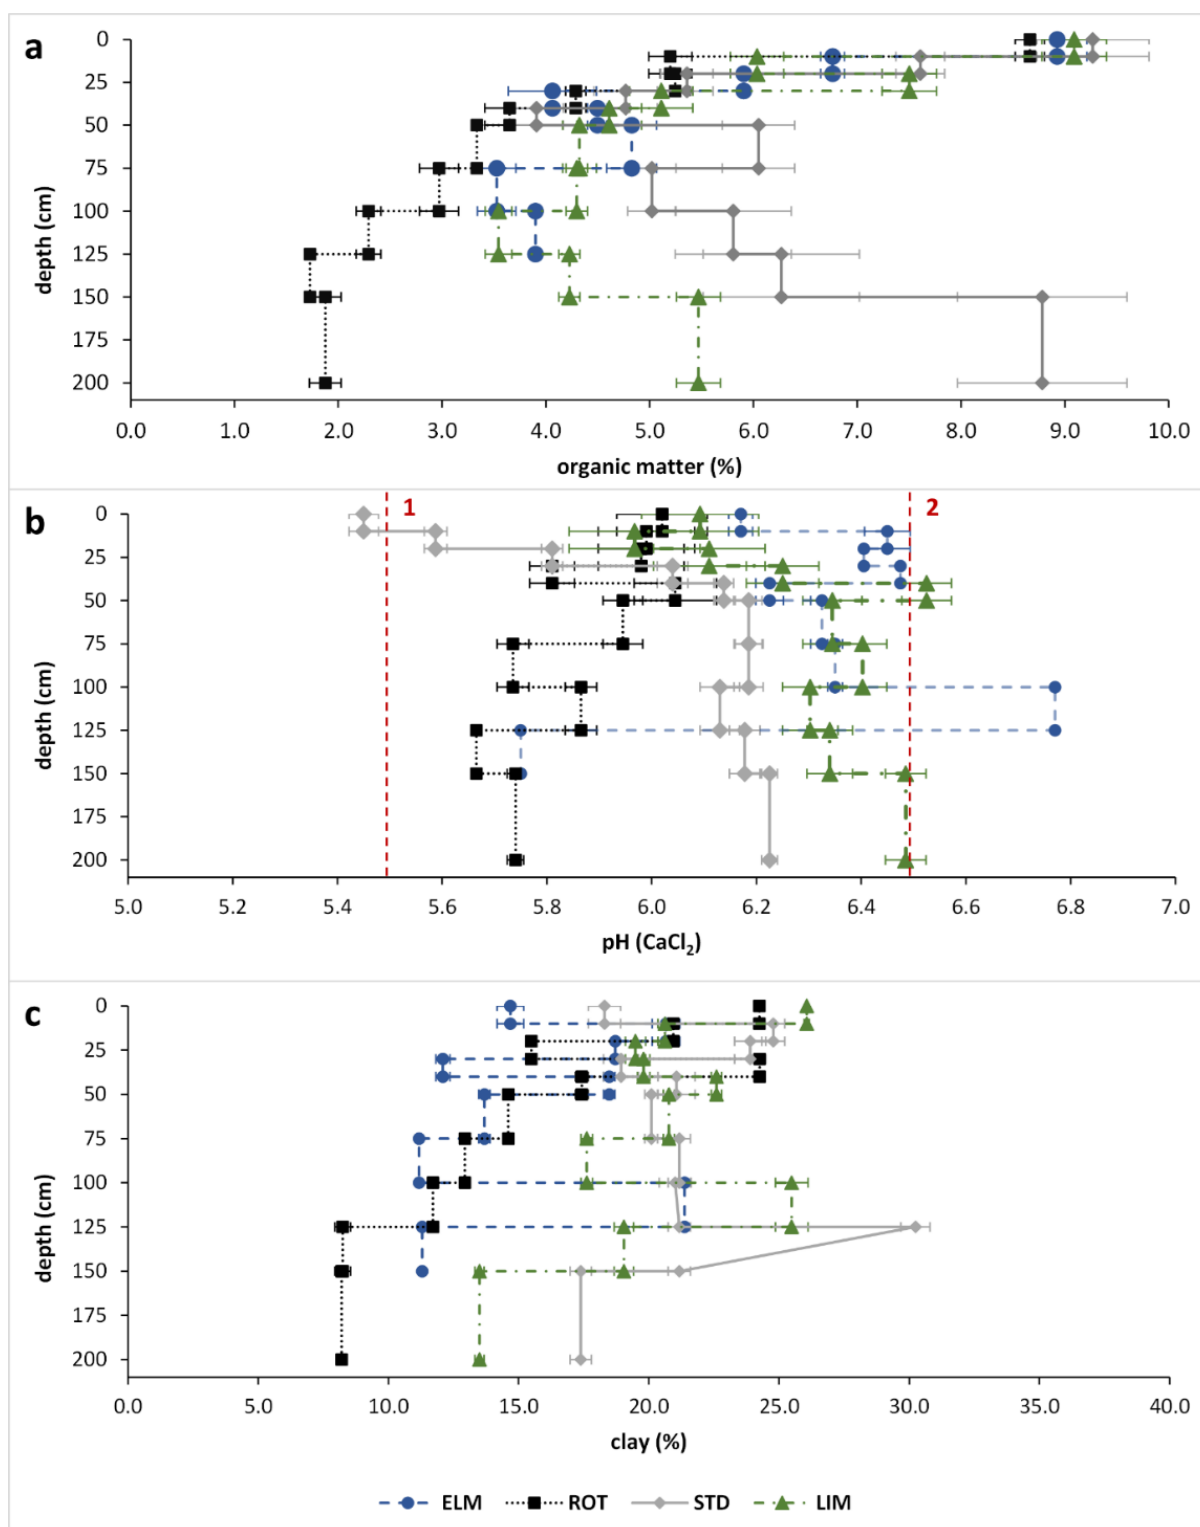 a
0
25
50
75
100
125
150
175
200
depth (cm)
0.0 1.0 2.0 3.0 4.0 5.0 6.0 7.0 8.0 9.0 10.0
organic matter (%)
b
1 2
0
25
50
75
100
125
150
175
200
depth (cm)
5.0 5.2 5.4 5.6 5.8 6.0 6.2 6.4 6.6 6.8 7.0
pH (CaCl₂)
c
0
25
50
75
100
125
150
175
200
depth (cm)
0.0 5.0 10.0 15.0 20.0 25.0 30.0 35.0 40.0
clay (%)
ELM ROT STD LIM